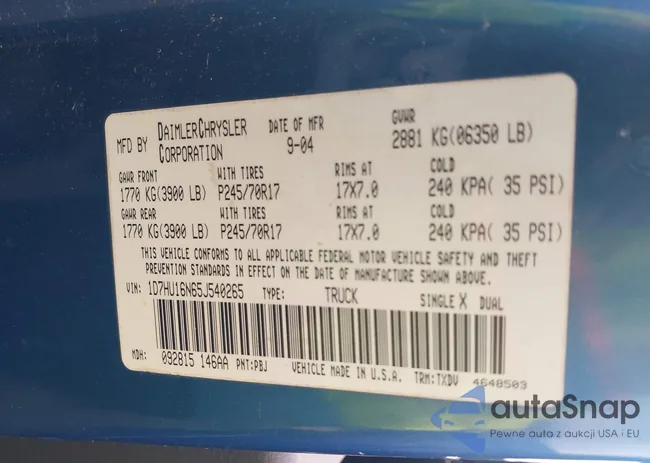 MFD BY DAIMLERCHRYSLER CORPORATION DATE OF MFR 9-04 GVWR 2881 KG(06350 LB)
GAWR FRONT WITH TIRES RIMS AT COLD
1770 KG(3900 LB) P245/70R17 17X7.0 240 KPA( 35 PSI)
GAWR REAR WITH TIRES RIMS AT COLD
1770 KG(3900 LB) P245/70R17 17X7.0 240 KPA( 35 PSI)
THIS VEHICLE CONFORMS TO ALL APPLICABLE FEDERAL MOTOR VEHICLE SAFETY AND THEFT
PREVENTION STANDARDS IN EFFECT ON THE DATE OF MANUFACTURE SHOWN ABOVE.
VIN: 1D7HU16N65J540265 TYPE: TRUCK SINGLE X DUAL
MDH: 092815 146AA PNT:PBJ VEHICLE MADE IN U.S.A. TRM:TXDV 4648503
autaSnap
Pewne auta z aukcji USA i EU